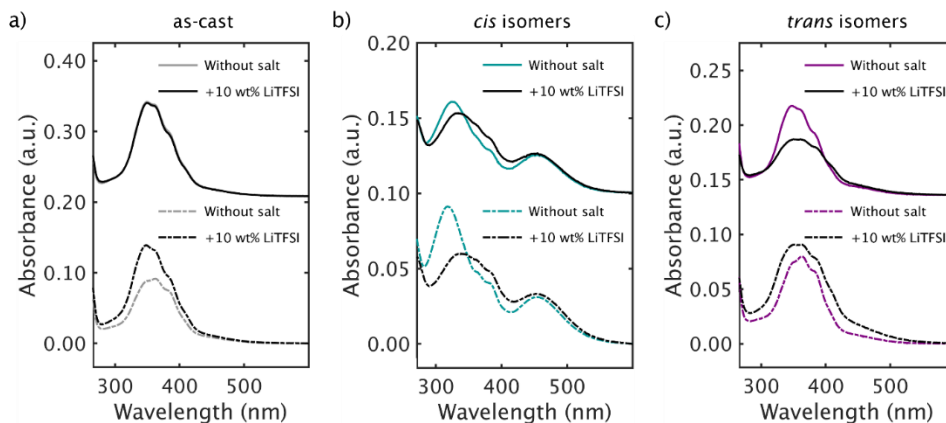 a) as-cast
Absorbance (a.u.)
0.40
0.30
0.20
0.10
0.00
Without salt
+10 wt% LiTFSI
Without salt
+10 wt% LiTFSI
300 400 500
Wavelength (nm)
b) cis isomers
Absorbance (a.u.)
0.20
0.15
0.10
0.05
0.00
Without salt
+10 wt% LiTFSI
Without salt
+10 wt% LiTFSI
300 400 500
Wavelength (nm)
c) trans isomers
Absorbance (a.u.)
0.25
0.20
0.15
0.10
0.05
0.00
Without salt
+10 wt% LiTFSI
Without salt
+10 wt% LiTFSI
300 400 500
Wavelength (nm)